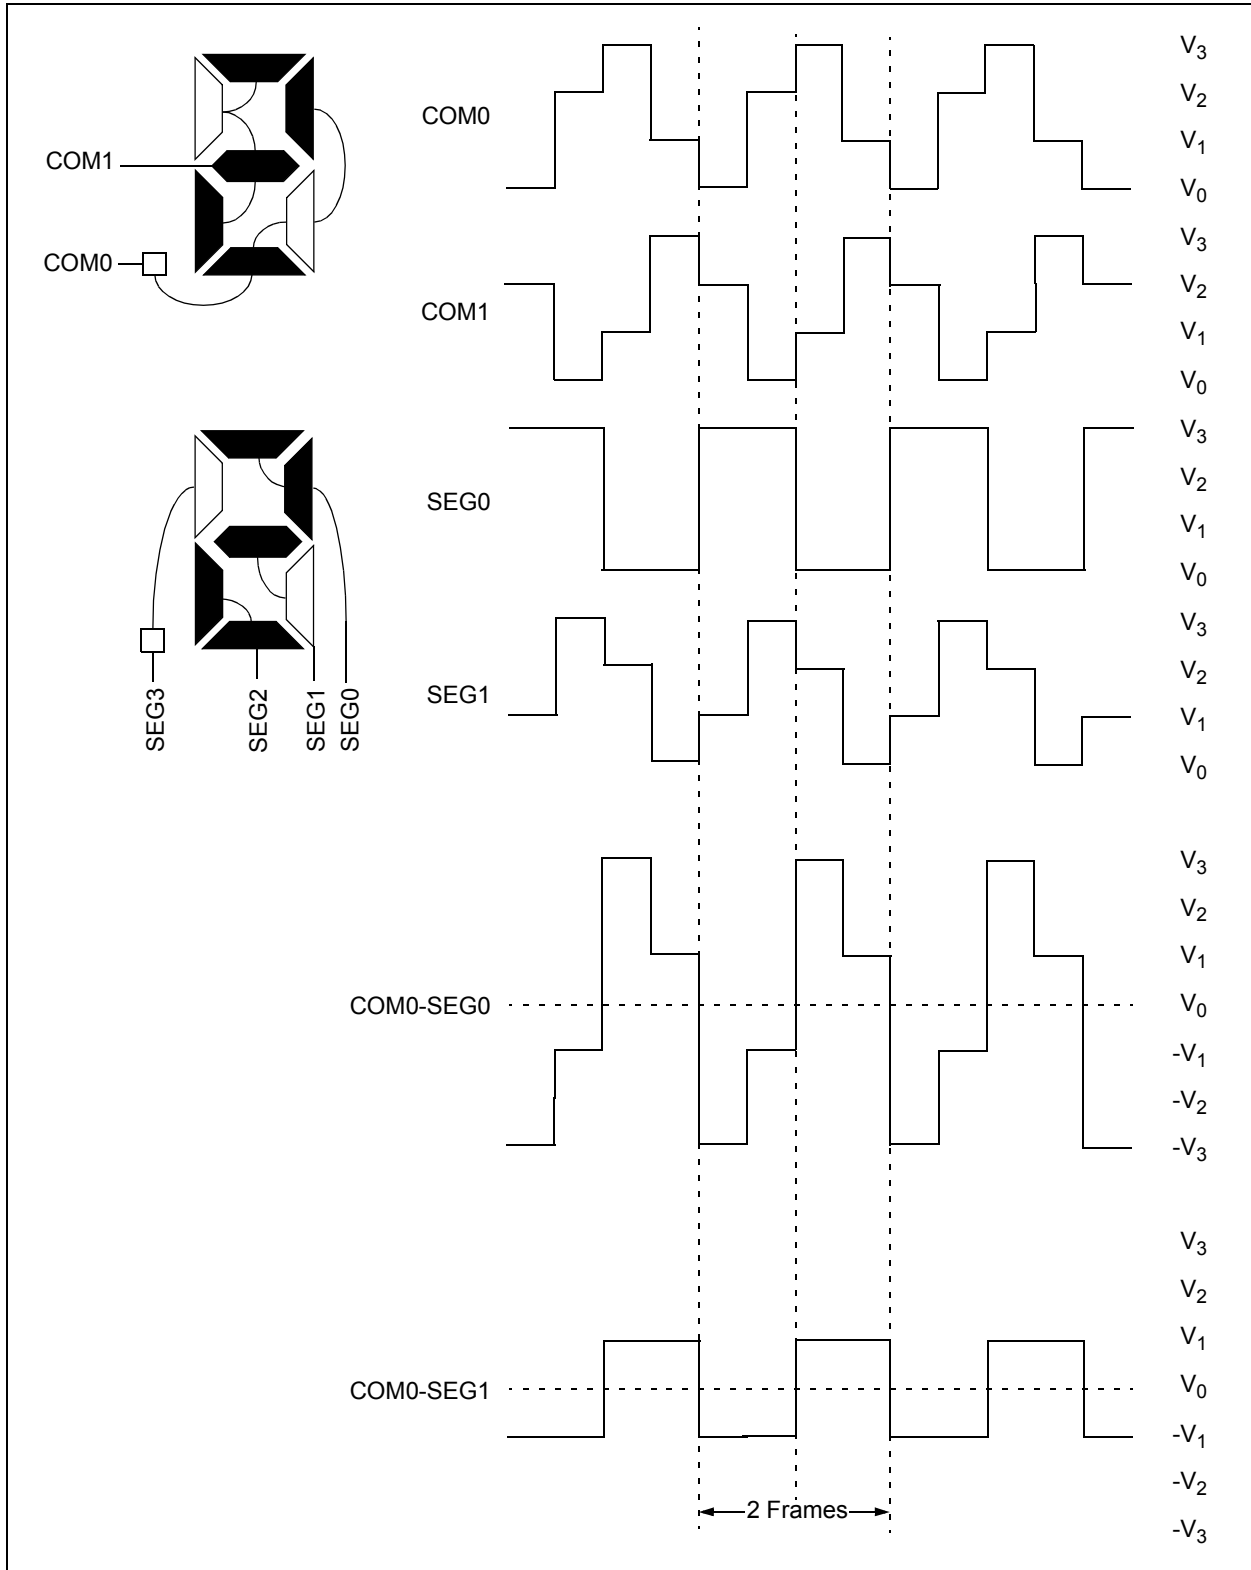 COM1
COM0
SEG3
SEG2
SEG1
SEG0
COM0
V3
V2
V1
V0
COM1
V3
V2
V1
V0
SEG0
V3
V2
V1
V0
SEG1
V3
V2
V1
V0
COM0-SEG0
V3
V2
V1
V0
-V1
-V2
-V3
COM0-SEG1
V3
V2
V1
V0
-V1
-V2
-V3
2 Frames